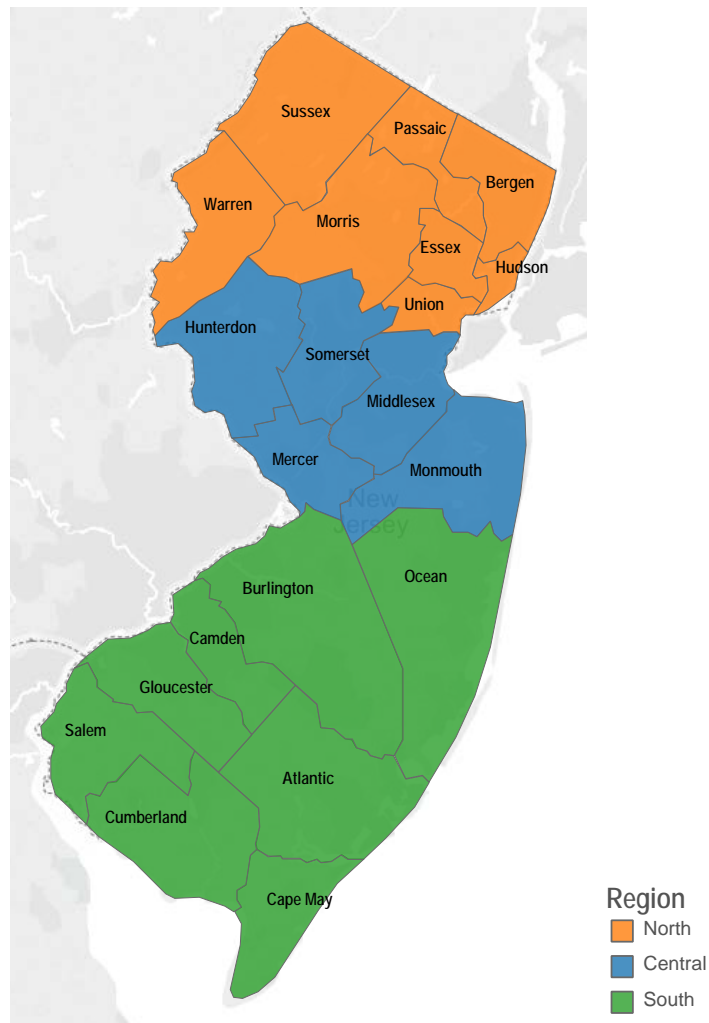 Sussex
Passaic
Bergen
Warren
Morris
Essex
Hudson
Union
Hunterdon
Somerset
Middlesex
Mercer
Monmouth
New
Jersey
Ocean
Burlington
Camden
Gloucester
Salem
Atlantic
Cumberland
Cape May
Region
North
Central
South